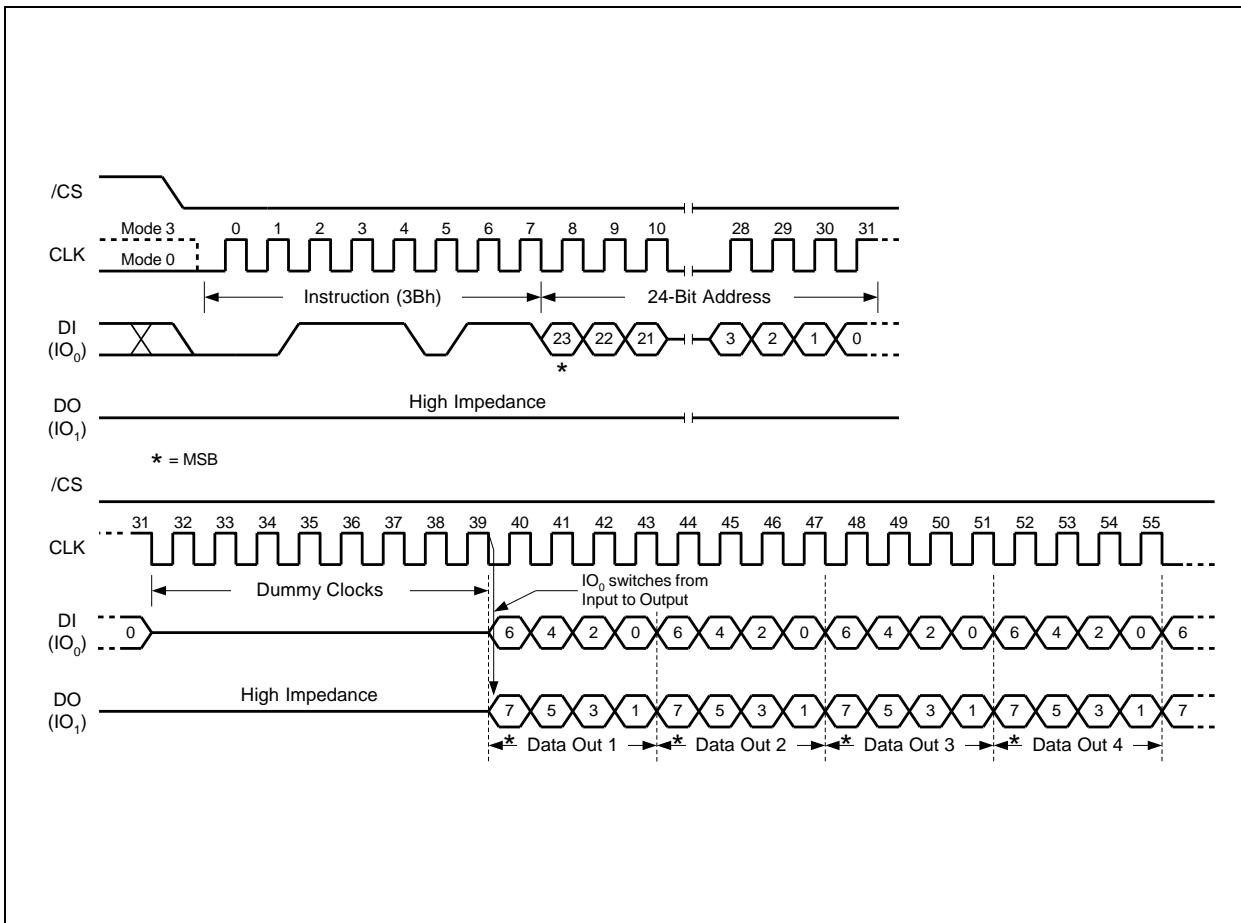 /CS
Mode 3 0 1 2 3 4 5 6 7 8 9 10 28 29 30 31
CLK Mode 0
Instruction (3Bh) 24-Bit Address
DI
(IO0) 23 22 21 3 2 1 0
*
DO High Impedance
(IO1)
* = MSB
/CS
31 32 33 34 35 36 37 38 39 40 41 42 43 44 45 46 47 48 49 50 51 52 53 54 55
CLK
Dummy Clocks IO0 switches from
Input to Output
DI
(IO0) 0 6 4 2 0 6 4 2 0 6 4 2 0 6 4 2 0 6
DO High Impedance
(IO1) 7 5 3 1 7 5 3 1 7 5 3 1 7 5 3 1 7
* Data Out 1 * Data Out 2 * Data Out 3 * Data Out 4